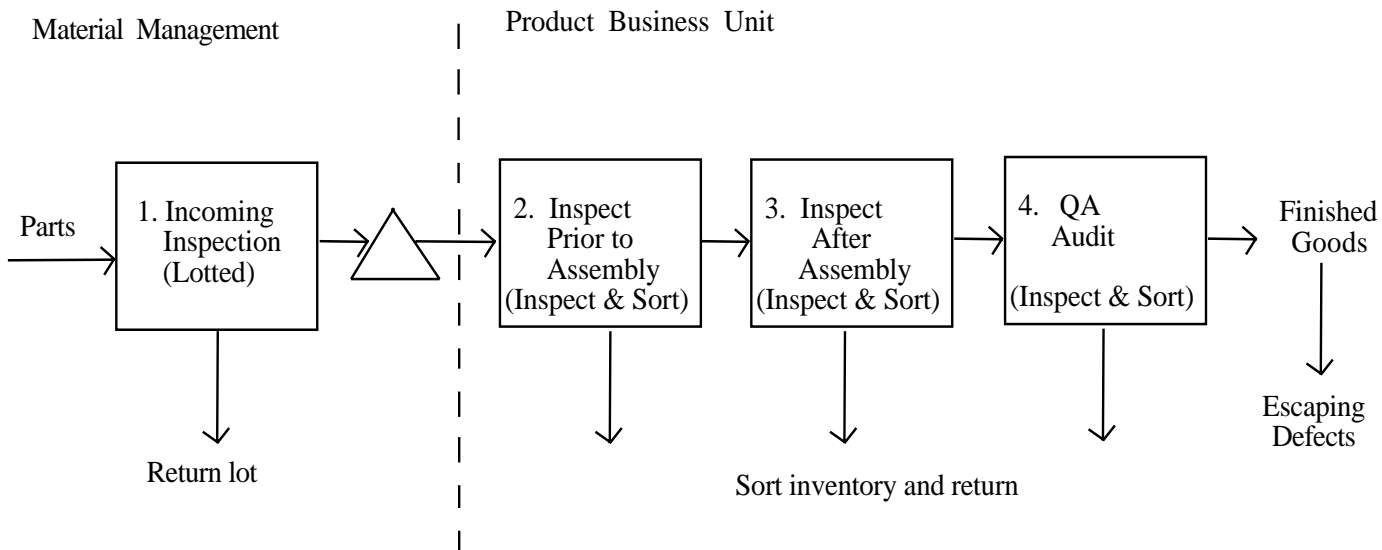 Material Management
Product Business Unit
Parts
1. Incoming
Inspection
(Lotted)
2. Inspect
Prior to
Assembly
(Inspect & Sort)
3. Inspect
After
Assembly
(Inspect & Sort)
4. QA
Audit
(Inspect & Sort)
Finished
Goods
Escaping
Defects
Return lot
Sort inventory and return